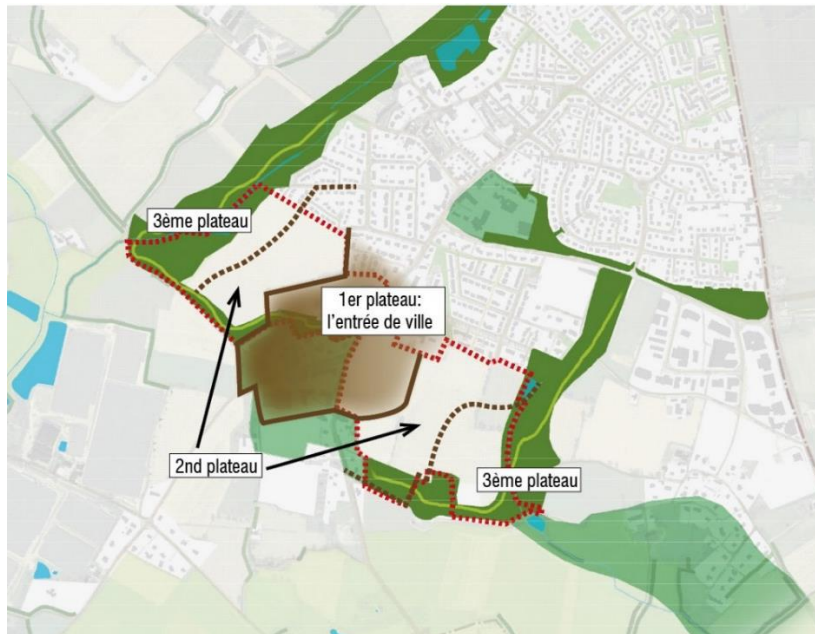 3ème plateau
1er plateau:
l'entrée de ville
2nd plateau
3ème plateau